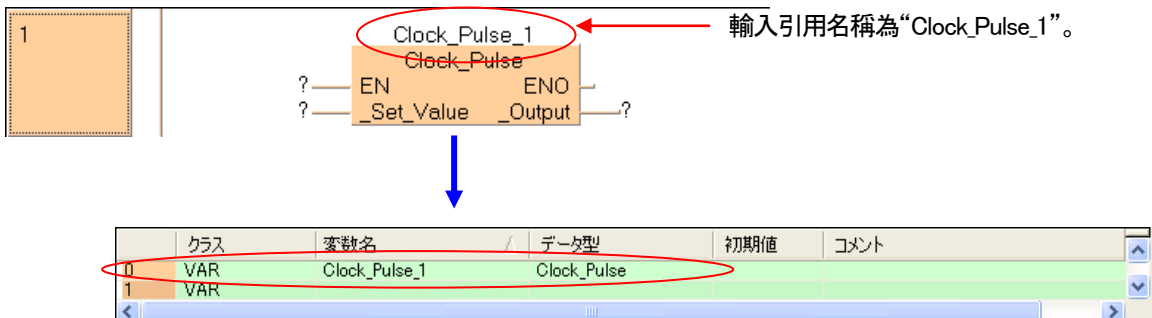 1
Clock_Pulse_1
輸入引用名稱為“Clock_Pulse_1”。
Clock_Pulse
? EN ENO
? _Set_Value _Output ?
クラス 変数名 データ型 初期値 コメント
0 VAR Clock_Pulse_1 Clock_Pulse
1 VAR